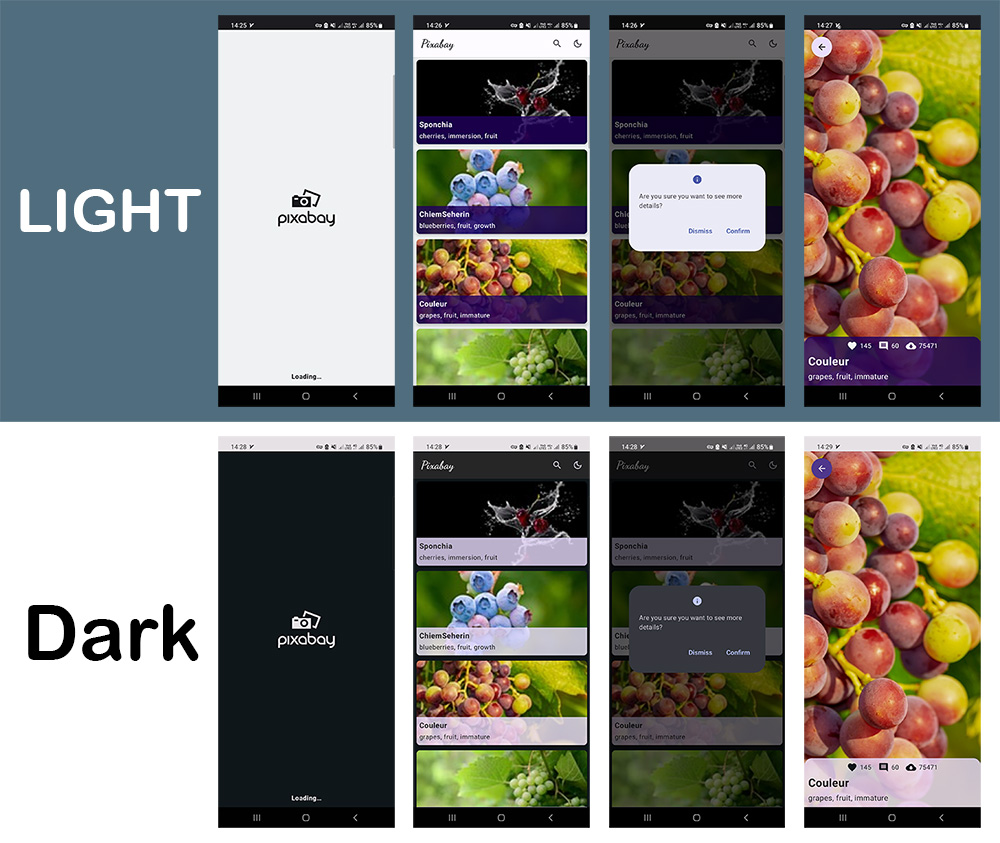 LIGHT
14:25
85%
pixabay
Loading...
14:26
85%
Pixabay
Sponchia
cherries, immersion, fruit
ChiemSeherin
blueberries, fruit, growth
Couleur
grapes, fruit, immature
14:26
85%
Pixabay
Sponchia
cherries, immersion, fruit
Are you sure you want to see more
details?
Dismiss Confirm
Couleur
grapes, fruit, immature
14:27
85%
145 60 75471
Couleur
grapes, fruit, immature
Dark
14:28
85%
pixabay
Loading...
14:28
85%
Pixabay
Sponchia
cherries, immersion, fruit
ChiemSeherin
blueberries, fruit, growth
Couleur
grapes, fruit, immature
14:28
85%
Pixabay
Sponchia
cherries, immersion, fruit
Are you sure you want to see more
details?
Dismiss Confirm
Couleur
grapes, fruit, immature
14:29
85%
145 60 75471
Couleur
grapes, fruit, immature